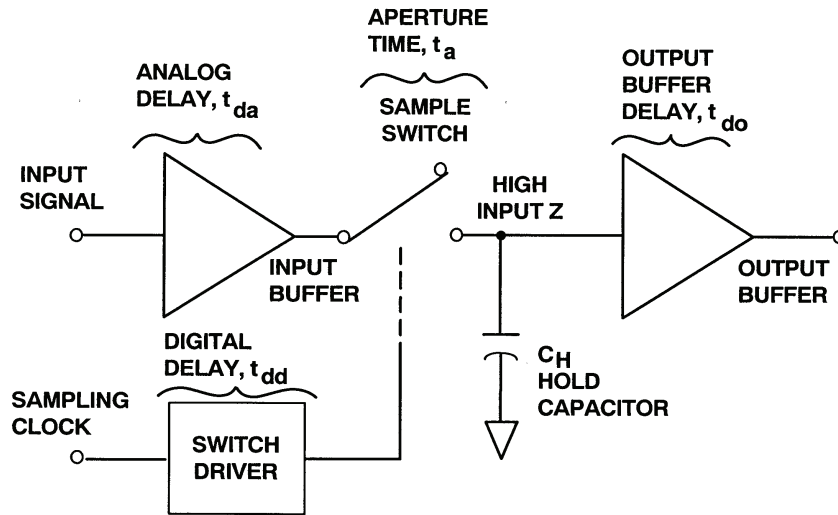 APERTURE
TIME, ta
ANALOG
DELAY, tda
SAMPLE
SWITCH
OUTPUT
BUFFER
DELAY, tdo
INPUT
SIGNAL
HIGH
INPUT Z
INPUT
BUFFER
OUTPUT
BUFFER
DIGITAL
DELAY, tdd
CH
HOLD
CAPACITOR
SAMPLING
CLOCK
SWITCH
DRIVER